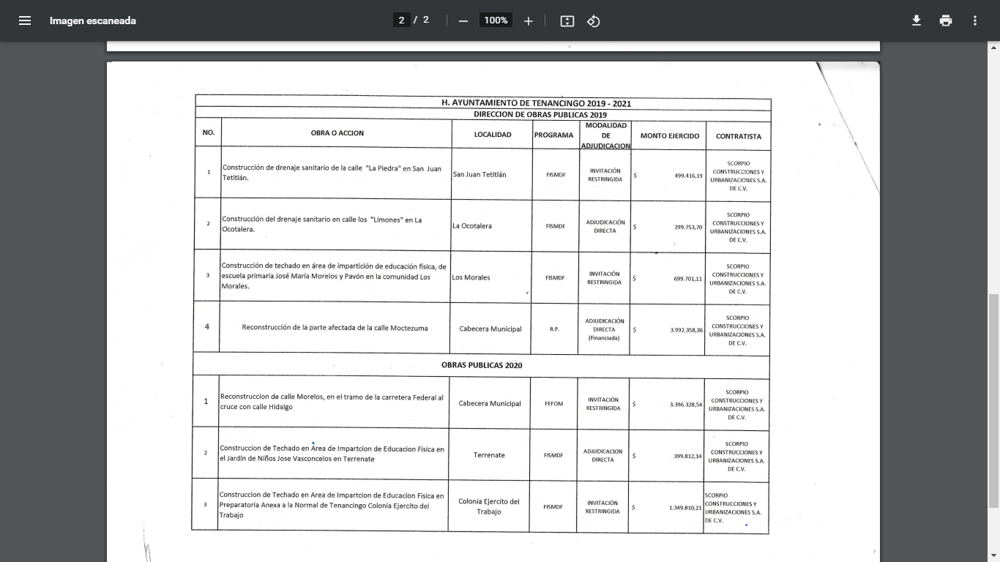 Imagen escaneada
2 / 2
100%
H. AYUNTAMIENTO DE TENANCINGO 2019 - 2021
DIRECCION DE OBRAS PUBLICAS 2019
NO.
OBRA O ACCION
LOCALIDAD
PROGRAMA
MODALIDAD
DE
ADJUDICACION
MONTO EJERCIDO
CONTRATISTA
1
Construcción de drenaje sanitario de la calle "La Piedra" en San Juan
Tetitlán.
San Juan Tetitlán
FISMDF
INVITACIÓN
RESTRINGIDA
$ 499.416,19
SCORPIO
CONSTRUCCIONES Y
URBANIZACIONES S.A.
DE C.V.
2
Construcción del drenaje sanitario en calle los "Limones" en La
Ocotalera.
La Ocotalera
FISMDF
ADJUDICACIÓN
DIRECTA
$ 299.753,70
SCORPIO
CONSTRUCCIONES Y
URBANIZACIONES S.A.
DE C.V.
3
Construcción de techado en área de impartición de educación física, de
escuela primaria José María Morelos y Pavón en la comunidad Los
Morales.
Los Morales
FISMDF
INVITACIÓN
RESTRINGIDA
$ 699.701,11
SCORPIO
CONSTRUCCIONES Y
URBANIZACIONES S.A.
DE C.V.
4
Reconstrucción de la parte afectada de la calle Moctezuma
Cabecera Municipal
R.P.
ADJUDICACIÓN
DIRECTA
(Financiada)
$ 3.992.358,36
SCORPIO
CONSTRUCCIONES Y
URBANIZACIONES S.A.
DE C.V.
OBRAS PUBLICAS 2020
1
Reconstruccion de calle Morelos, en el tramo de la carretera Federal al
cruce con calle Hidalgo
Cabecera Municipal
FEFOM
INVITACIÓN
RESTRINGIDA
$ 3.396.328,54
SCORPIO
CONSTRUCCIONES Y
URBANIZACIONES S.A.
DE C.V.
2
Construccion de Techado en Area de Impartcion de Educacion Fisica en
el Jardin de Niños Jose Vasconcelos en Terrenate
Terrenate
FISMDF
ADJUDICACION
DIRECTA
$ 399.812,14
SCORPIO
CONSTRUCCIONES Y
URBANIZACIONES S.A.
DE C.V.
3
Construccion de Techado en Area de Impartcion de Educacion Fisica en
Preparatoria Anexa a la Normal de Tenancingo Colonia Ejercito del
Trabajo
Colonia Ejercito del
Trabajo
FISMDF
INVITACIÓN
RESTRINGIDA
$ 1.349.810,21
SCORPIO
CONSTRUCCIONES Y
URBANIZACIONES S.A.
DE C.V.